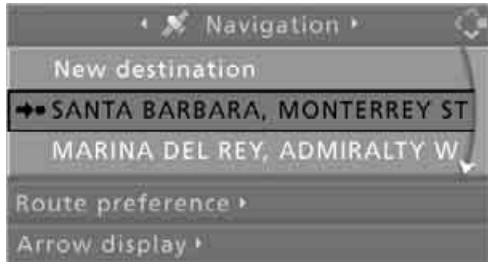 Navigation
New destination
SANTA BARBARA, MONTERREY ST
MARINA DEL REY, ADMIRALTY W
Route preference
Arrow display